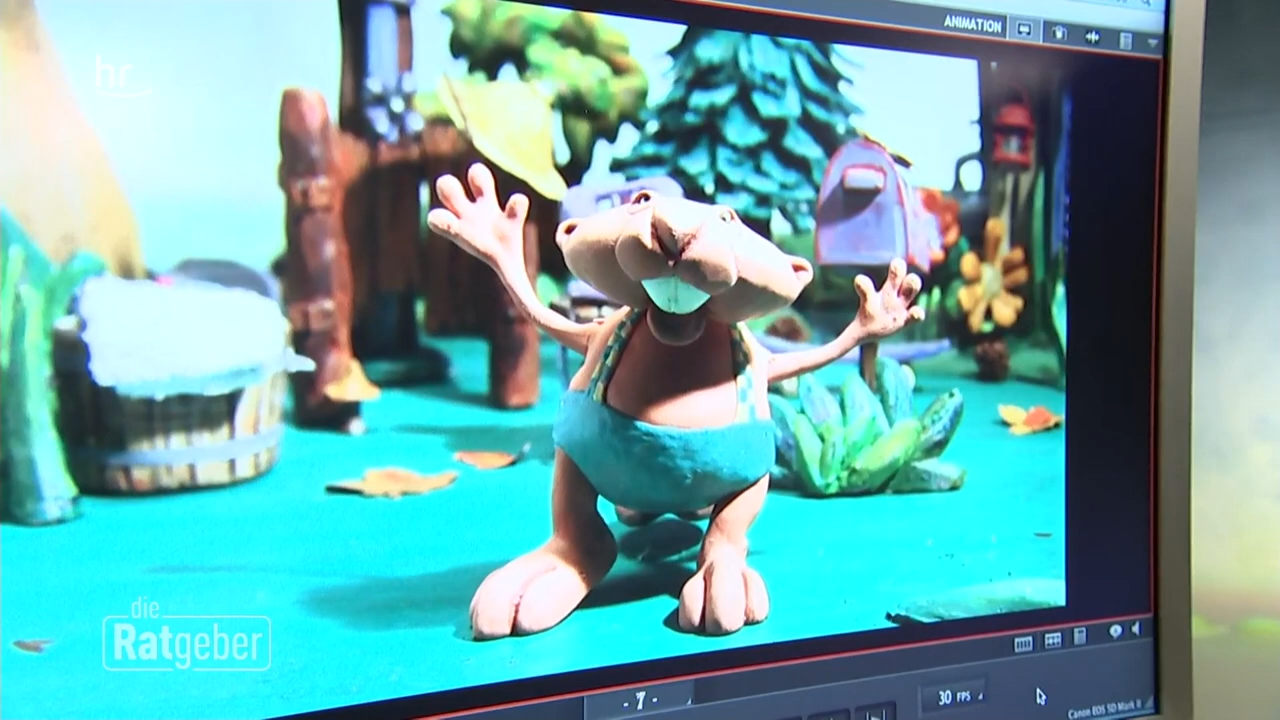 ANIMATION
hr
die
Ratgeber
- 7 -
30 FPS
Canon EOS 5D Mark II